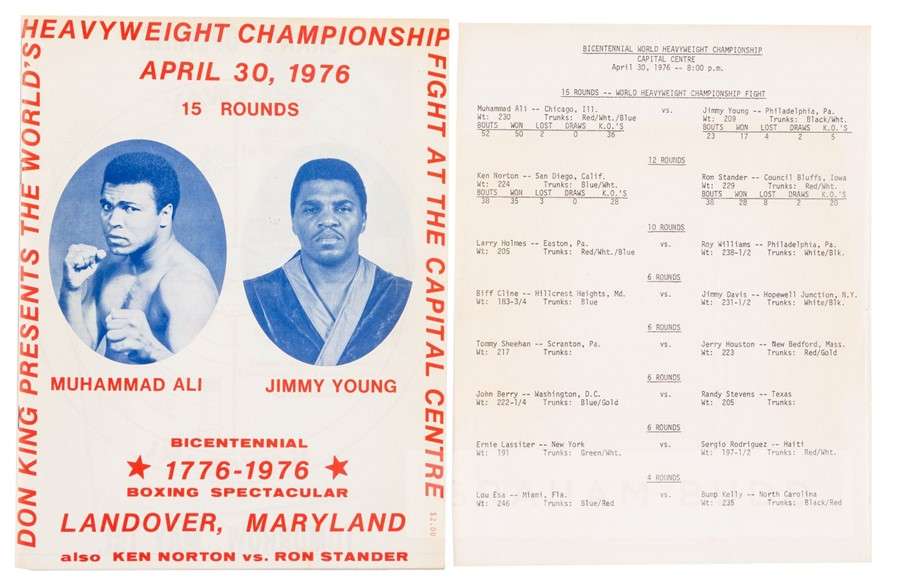 HEAVYWEIGHT CHAMPIONSHIP
FIGHT AT THE CAPITAL CENTRE
DON KING PRESENTS THE WORLD'S
APRIL 30, 1976
15 ROUNDS
MUHAMMAD ALI
JIMMY YOUNG
BICENTENNIAL
★ 1776-1976 ★
BOXING SPECTACULAR
LANDOVER, MARYLAND
also KEN NORTON vs. RON STANDER
$2.00
BICENTENNIAL WORLD HEAVYWEIGHT CHAMPIONSHIP
CAPITAL CENTRE
April 30, 1976 -- 8:00 p.m.
15 ROUNDS -- WORLD HEAVYWEIGHT CHAMPIONSHIP FIGHT
Muhammad Ali -- Chicago, Ill. vs. Jimmy Young -- Philadelphia, Pa.
Wt: 230 Trunks: Red/Wht./Blue Wt: 209 Trunks: Black/Wht.
BOUTS WON LOST DRAWS K.O.'S BOUTS WON LOST DRAWS K.O.'S
52 50 2 0 36 23 17 4 2 5
12 ROUNDS
Ken Norton -- San Diego, Calif. Rom Stander -- Council Bluffs, Iowa
Wt: 224 Trunks: Blue/Wht. Wt: 229 Trunks: Red/Wht.
BOUTS WON LOST DRAWS K.O.'S BOUTS WON LOST DRAWS K.O.'S
38 35 3 0 28 38 28 8 2 20
10 ROUNDS
Larry Holmes -- Easton, Pa. vs. Roy Williams -- Philadelphia, Pa.
Wt: 205 Trunks: Red/Wht./Blue Wt: 238-1/2 Trunks: White/Blk.
6 ROUNDS
Biff Cline -- Hillcrest Heights, Md. vs. Jimmy Davis -- Hopewell Junction, N.Y.
Wt: 183-3/4 Trunks: Blue Wt: 231-1/2 Trunks: White/Blk.
6 ROUNDS
Tommy Sheehan -- Scranton, Pa. vs. Jerry Houston -- New Bedford, Mass.
Wt: 217 Trunks: Wt: 223 Trunks: Red/Gold
6 ROUNDS
John Berry -- Washington, D.C. vs. Randy Stevens -- Texas
Wt: 222-1/4 Trunks: Blue/Gold Wt: 205 Trunks:
6 ROUNDS
Ernie Lassiter -- New York vs. Sergio Rodriguez -- Haiti
Wt: 191 Trunks: Green/Wht. Wt: 197-1/2 Trunks: Red/Wht.
4 ROUNDS
Lou Esa -- Miami, Fla. vs. Bump Kelly -- North Carolina
Wt: 246 Trunks: Blue/Red Wt: 235 Trunks: Black/Red